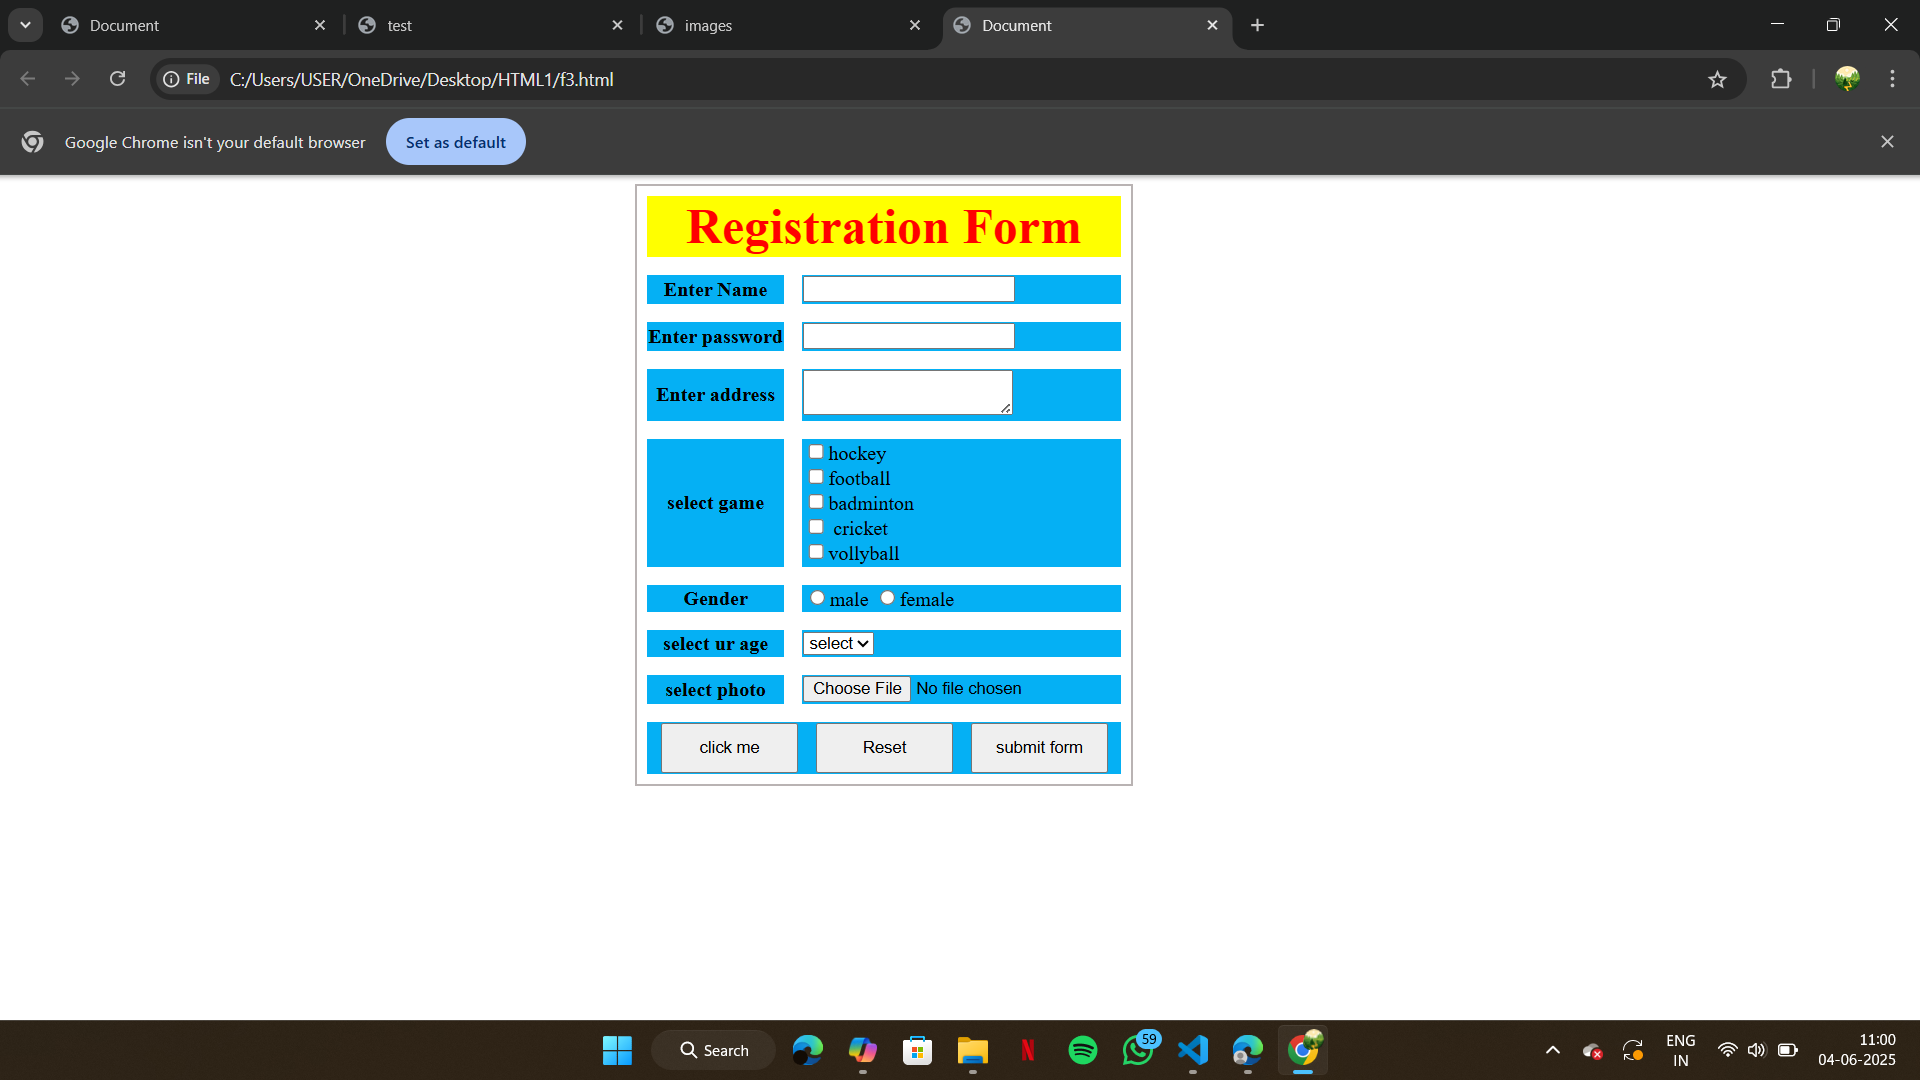 Document
test
images
Document
File
C:/Users/USER/OneDrive/Desktop/HTML1/f3.html
Google Chrome isn't your default browser
Set as default
Registration Form
Enter Name
Enter password
Enter address
select game
hockey
football
badminton
cricket
vollyball
Gender
male female
select ur age
select
select photo
Choose File No file chosen
click me
Reset
submit form
Search
N
59
ENG
IN
11:00
04-06-2025